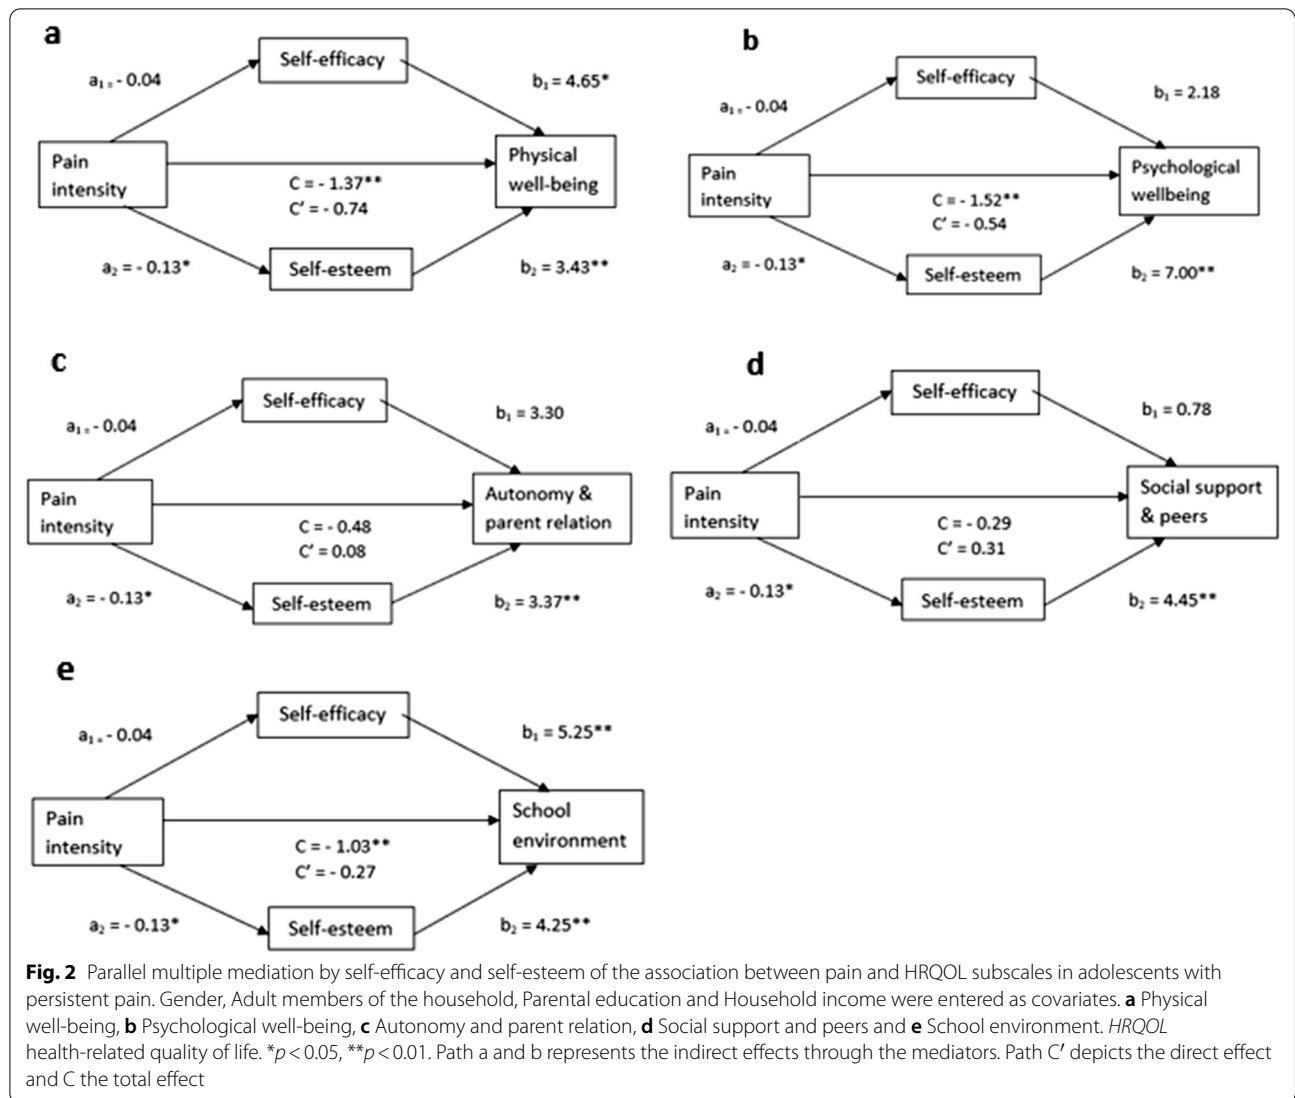 a
Self-efficacy
a₁₌ - 0.04
b₁ = 4.65*
Pain
intensity
Physical
well-being
C = - 1.37**
C′ = - 0.74
a₂ = - 0.13*
Self-esteem
b₂ = 3.43**
b
Self-efficacy
a₁₌ - 0.04
b₁ = 2.18
Pain
intensity
Psychological
wellbeing
C = - 1.52**
C′ = - 0.54
a₂ = - 0.13*
Self-esteem
b₂ = 7.00**
c
Self-efficacy
a₁₌ - 0.04
b₁ = 3.30
Pain
intensity
Autonomy &
parent relation
C = - 0.48
C′ = 0.08
a₂ = - 0.13*
Self-esteem
b₂ = 3.37**
d
Self-efficacy
a₁₌ - 0.04
b₁ = 0.78
Pain
intensity
Social support
& peers
C = - 0.29
C′ = 0.31
a₂ = - 0.13*
Self-esteem
b₂ = 4.45**
e
Self-efficacy
a₁₌ - 0.04
b₁ = 5.25**
Pain
intensity
School
environment
C = - 1.03**
C′ = - 0.27
a₂ = - 0.13*
Self-esteem
b₂ = 4.25**
Fig. 2 Parallel multiple mediation by self-efficacy and self-esteem of the association between pain and HRQOL subscales in adolescents with
persistent pain. Gender, Adult members of the household, Parental education and Household income were entered as covariates. a Physical
well-being, b Psychological well-being, c Autonomy and parent relation, d Social support and peers and e School environment. HRQOL
health-related quality of life. *p < 0.05, **p < 0.01. Path a and b represents the indirect effects through the mediators. Path C′ depicts the direct effect
and C the total effect